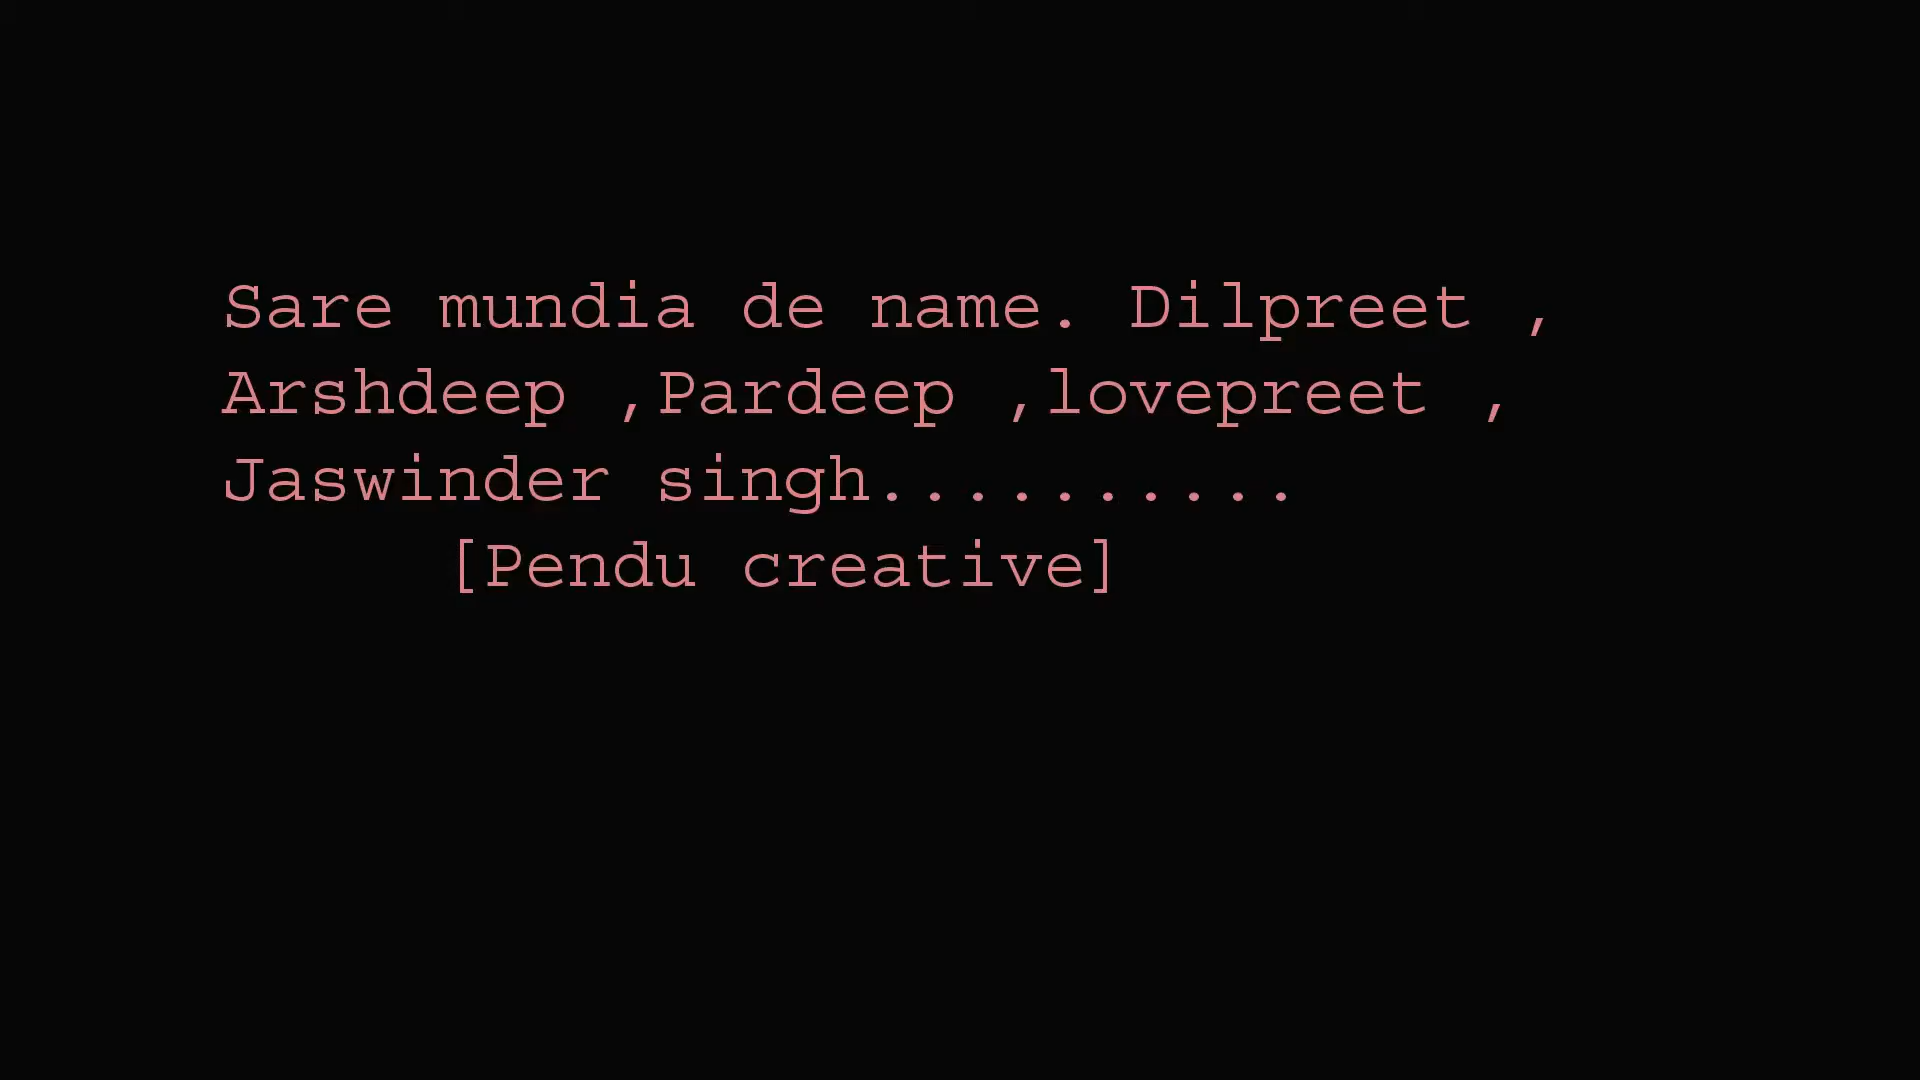 Sare mundia de name. Dilpreet ,
Arshdeep ,Pardeep ,lovepreet ,
Jaswinder singh..........
[Pendu creative]